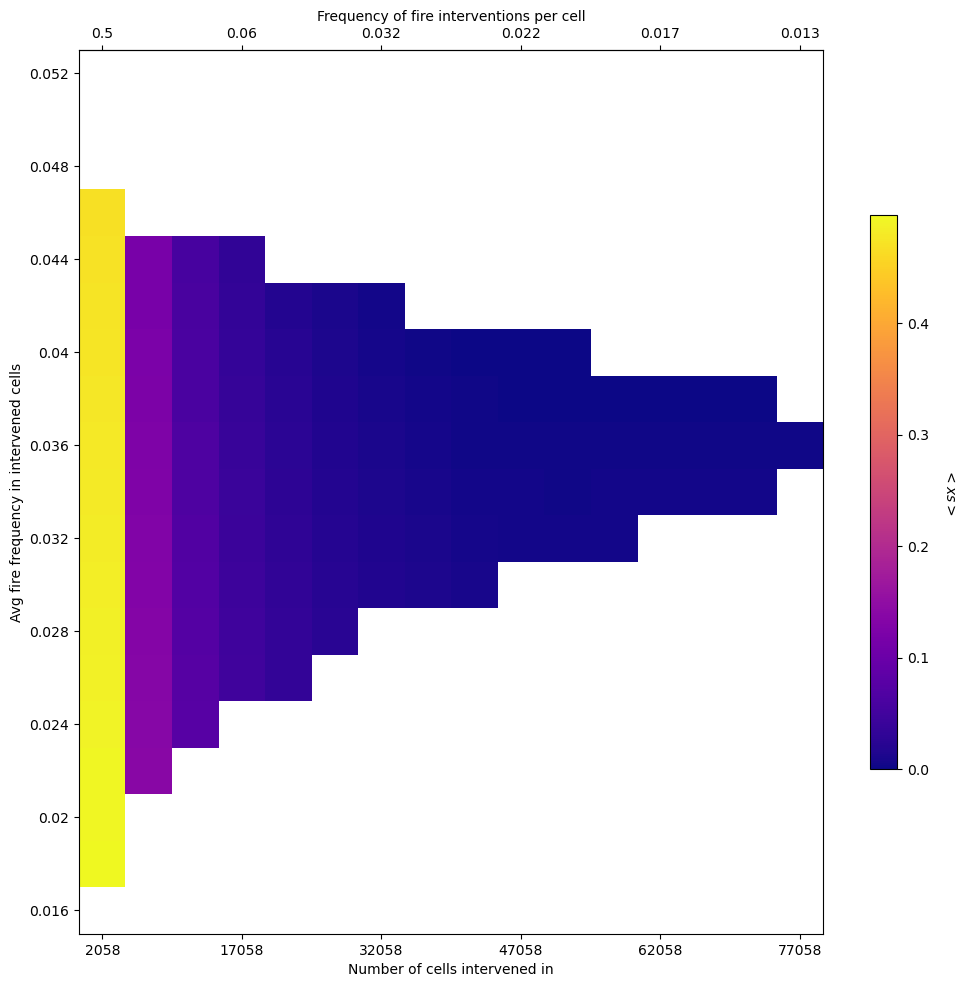 Frequency of fire interventions per cell
0.5 0.06 0.032 0.022 0.017 0.013
0.052
0.048
0.044
0.04
0.036
0.032
0.028
0.024
0.02
0.016
Avg fire frequency in intervened cells
2058 17058 32058 47058 62058 77058
Number of cells intervened in
0.4
0.3
0.2
0.1
0.0
< sx >